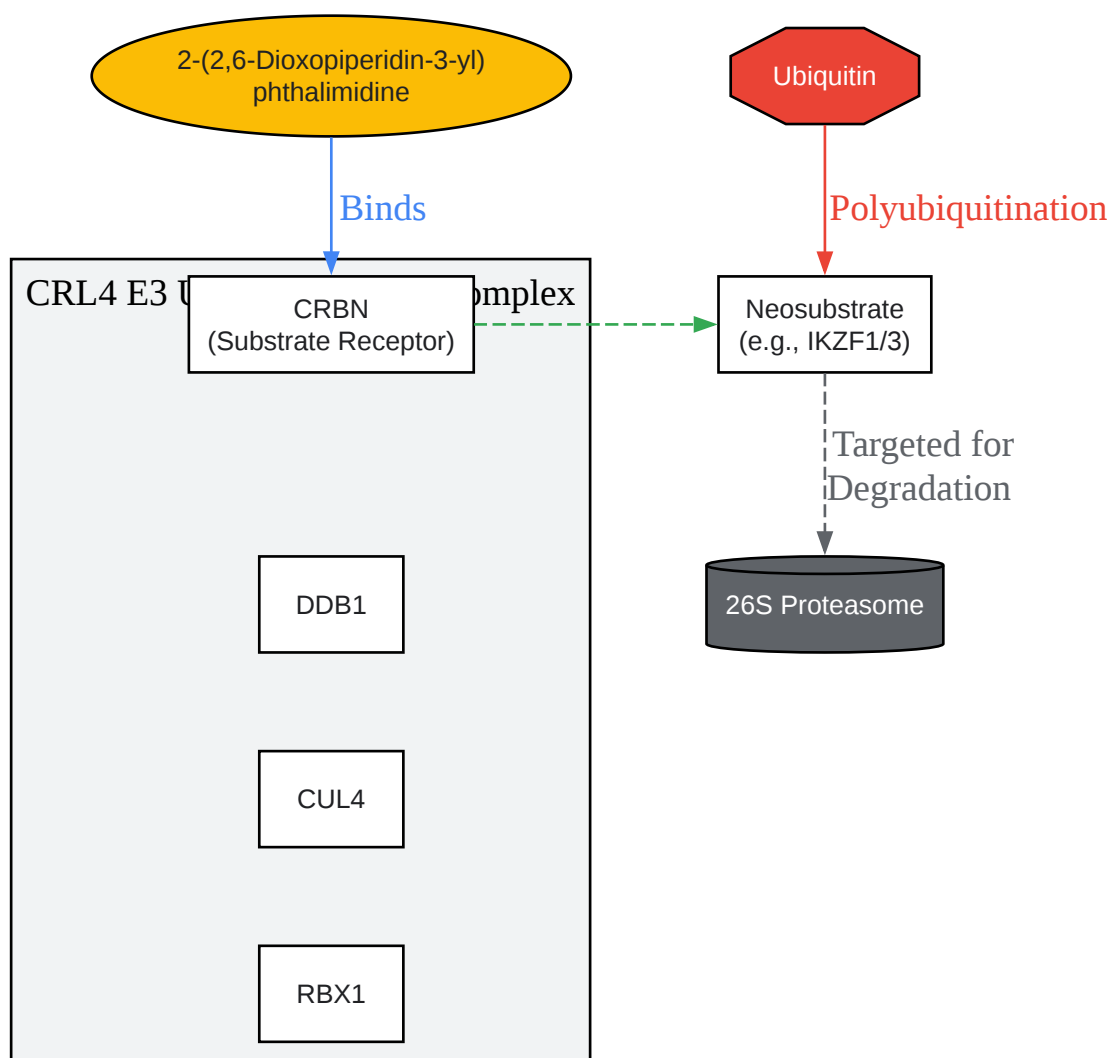 2-(2,6-Dioxopiperidin-3-yl)
phthalimidine
Ubiquitin
Binds
Polyubiquitination
CRL4 E3 omplex
CRBN
(Substrate Receptor)
Neosubstrate
(e.g., IKZF1/3)
Targeted for
Degradation
DDB1
26S Proteasome
CUL4
RBX1